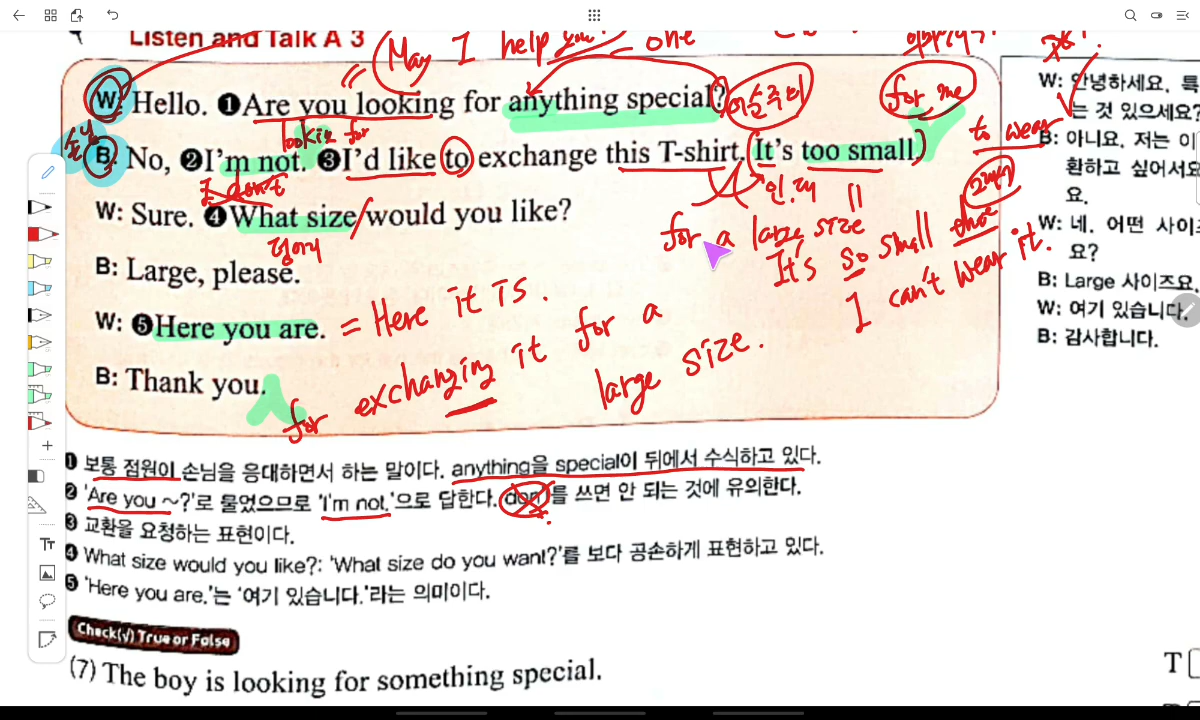 Listen and Talk A 3
May I help you? one
W: Hello. ❶Are you looking for anything special? 어순주의 for me
lookie for to wear
B: No, ❷I'm not. ❸I'd like to exchange this T-shirt. It's too small.
I don't 인.대 =
W: Sure. ❹What size/would you like?
명여 for a large size It's so small that
B: Large, please. I can't wear it.
W: ❺Here you are. = Here it is.
B: Thank you. for exchanging it for a large size.
W: 안녕하세요. 특
는 것 있으세요?
B: 아니요. 저는 이
환하고 싶어서요
요.
W: 네. 어떤 사이즈
요?
B: Large 사이즈요,
W: 여기 있습니다.
B: 감사합니다.
❶ 보통 점원이 손님을 응대하면서 하는 말이다. anything을 special이 뒤에서 수식하고 있다.
❷ 'Are you ~?'로 물었으므로 'I'm not.'으로 답한다. don't를 쓰면 안 되는 것에 유의한다.
❸ 교환을 요청하는 표현이다.
❹ What size would you like?: 'What size do you want?'를 보다 공손하게 표현하고 있다.
❺ 'Here you are.'는 '여기 있습니다.'라는 의미이다.
Check(√) True or False
(7) The boy is looking for something special.
T